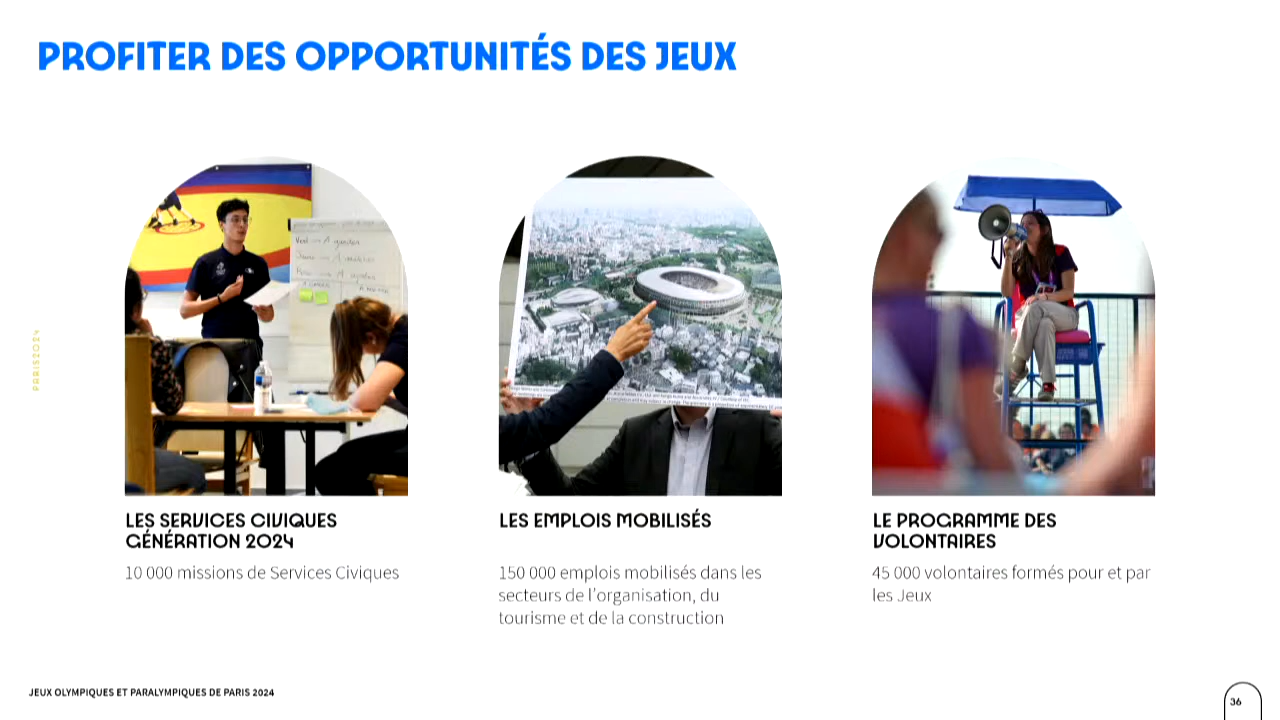 PROFITER DES OPPORTUNITÉS DES JEUX
PARIS2024
LES SERVICES CIVIQUES
GÉNÉRATION 2024
10 000 missions de Services Civiques
LES EMPLOIS MOBILISÉS
150 000 emplois mobilisés dans les
secteurs de l'organisation, du
tourisme et de la construction
LE PROGRAMME DES
VOLONTAIRES
45 000 volontaires formés pour et par
les Jeux
JEUX OLYMPIQUES ET PARALYMPIQUES DE PARIS 2024
36